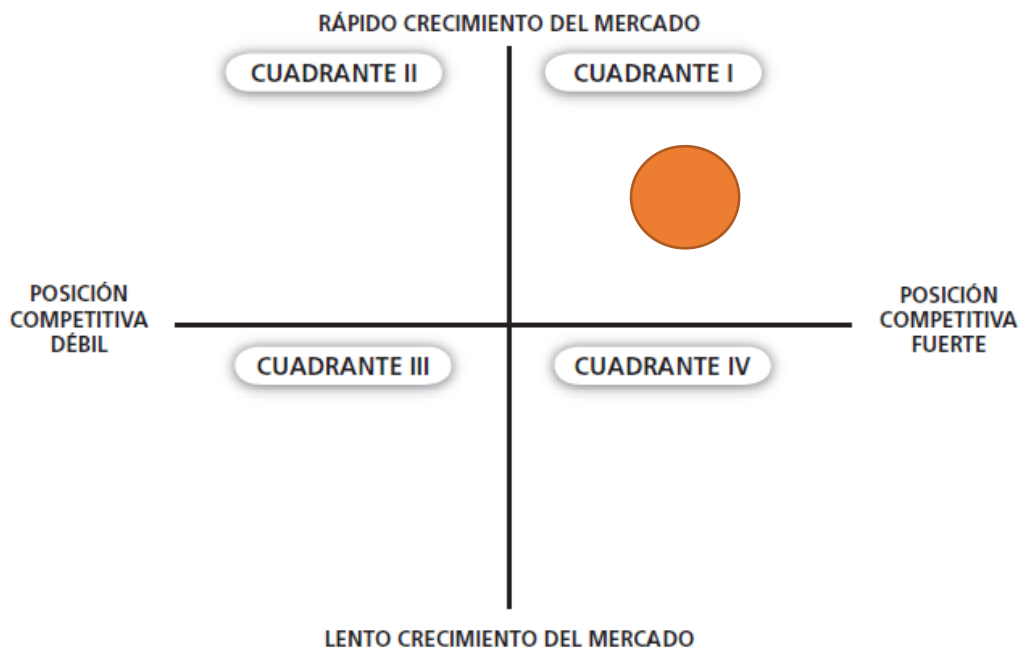 RÁPIDO CRECIMIENTO DEL MERCADO
CUADRANTE II
CUADRANTE I
POSICIÓN
COMPETITIVA
DÉBIL
POSICIÓN
COMPETITIVA
FUERTE
CUADRANTE III
CUADRANTE IV
LENTO CRECIMIENTO DEL MERCADO